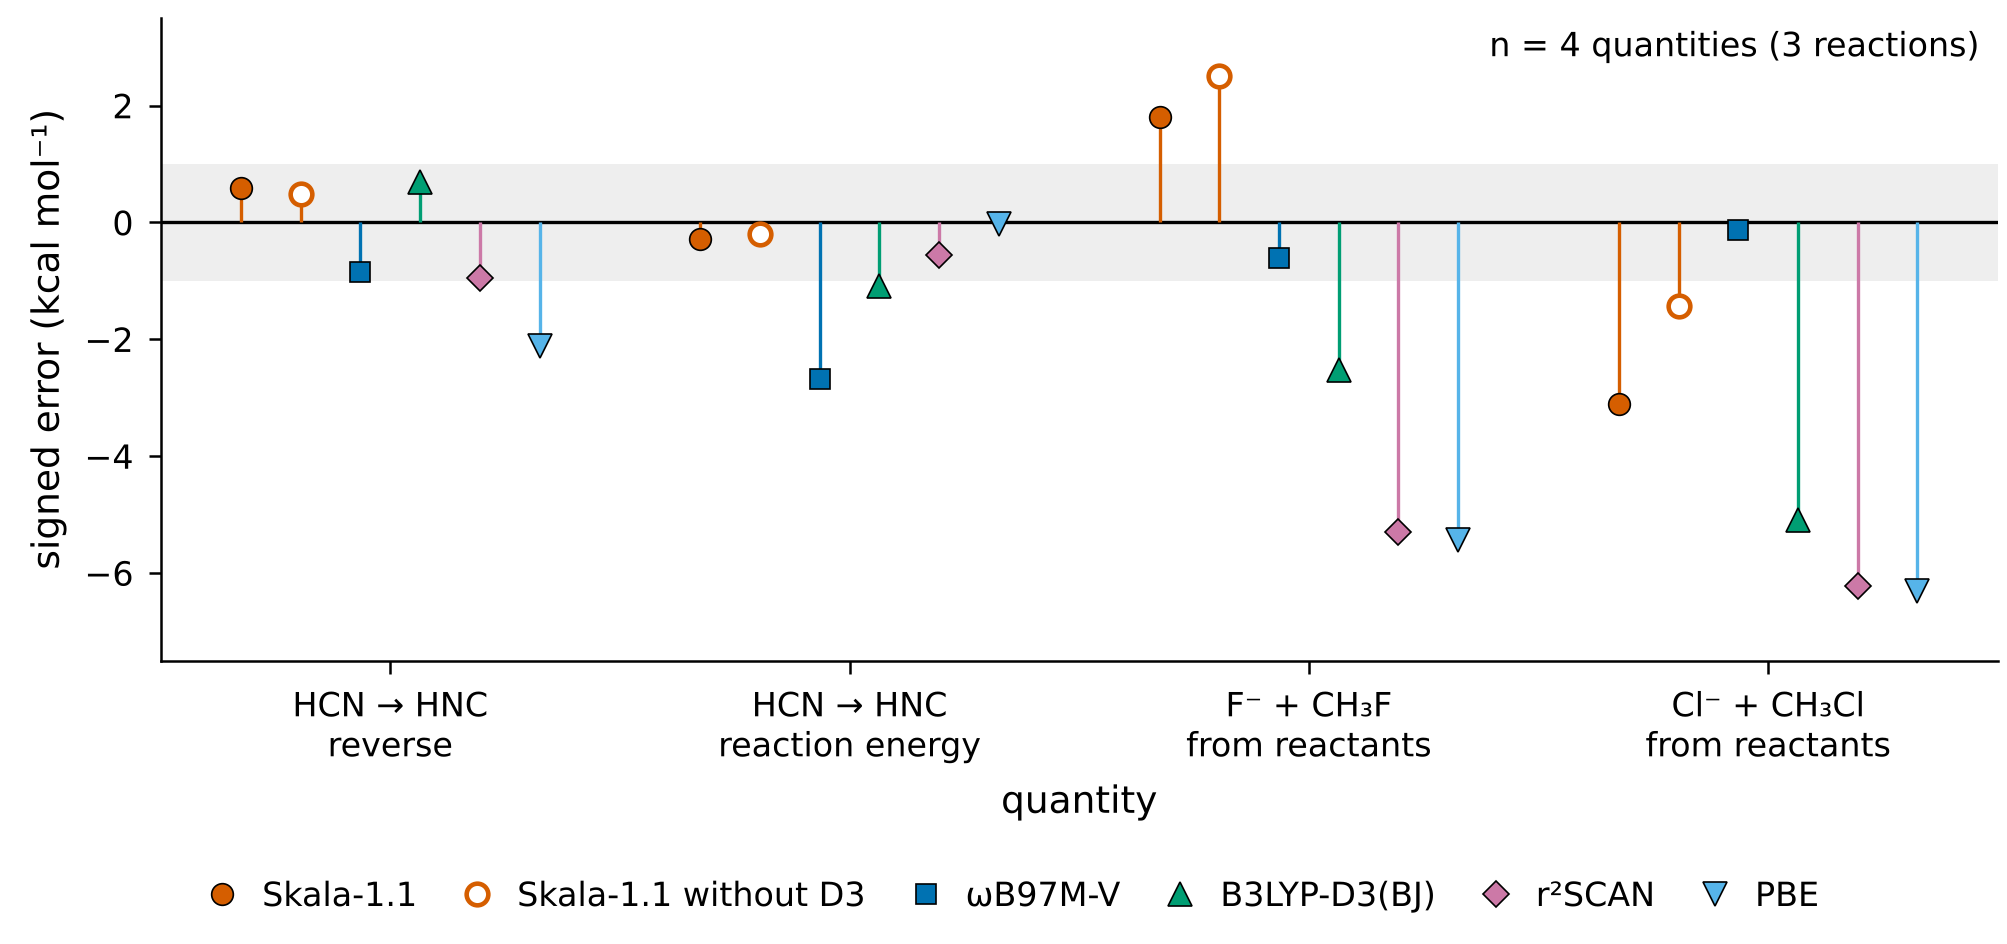 n = 4 quantities (3 reactions)
signed error (kcal mol⁻¹)
2
0
−2
−4
−6
HCN → HNC
reverse
HCN → HNC
reaction energy
F⁻ + CH₃F
from reactants
Cl⁻ + CH₃Cl
from reactants
quantity
Skala-1.1
Skala-1.1 without D3
ωB97M-V
B3LYP-D3(BJ)
r²SCAN
PBE